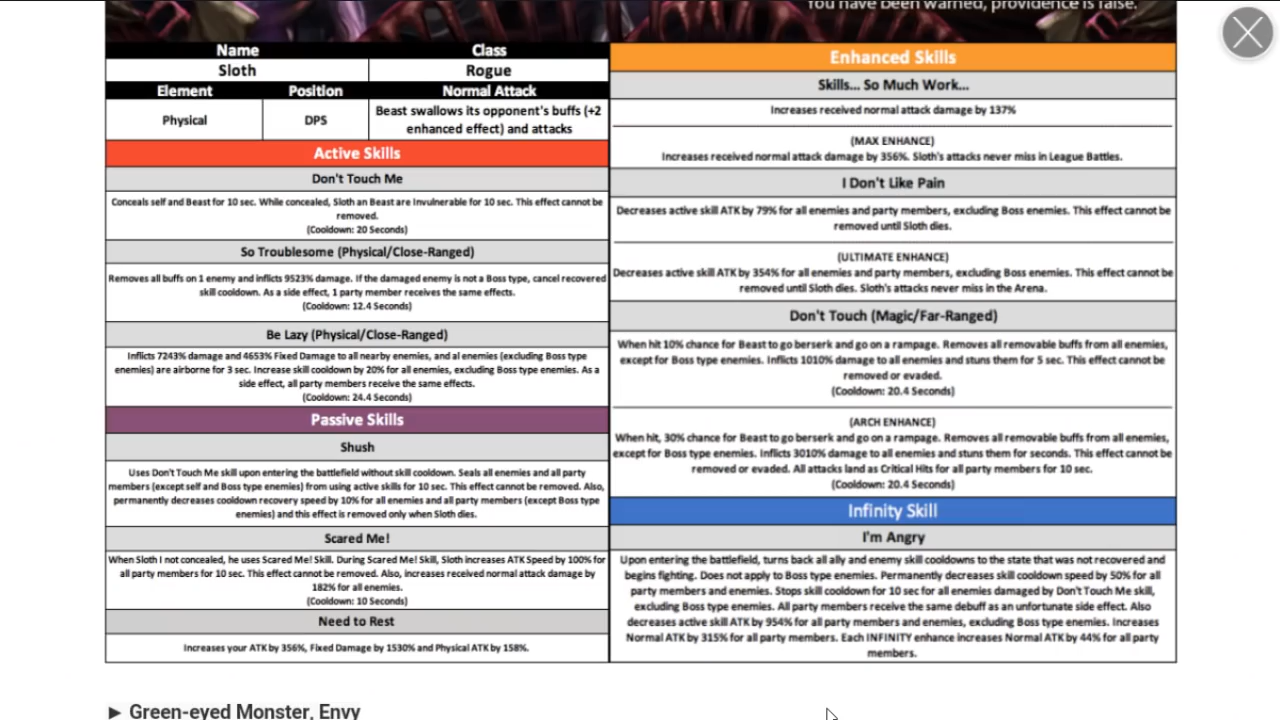 You have been warned, providence is false.
Name
Class
Sloth
Rogue
Element
Position
Normal Attack
Physical
DPS
Beast swallows its opponent's buffs (+2
enhanced effect) and attacks
Active Skills
Don't Touch Me
Conceals self and Beast for 10 sec. While concealed, Sloth an Beast are Invulnerable for 10 sec. This effect cannot be
removed.
(Cooldown: 20 Seconds)
So Troublesome (Physical/Close-Ranged)
Removes all buffs on 1 enemy and inflicts 9523% damage. If the damaged enemy is not a Boss type, cancel recovered
skill cooldown. As a side effect, 1 party member receives the same effects.
(Cooldown: 12.4 Seconds)
Be Lazy (Physical/Close-Ranged)
Inflicts 7243% damage and 4653% Fixed Damage to all nearby enemies, and al enemies (excluding Boss type
enemies) are airborne for 3 sec. Increase skill cooldown by 20% for all enemies, excluding Boss type enemies. As a
side effect, all party members receive the same effects.
(Cooldown: 24.4 Seconds)
Passive Skills
Shush
Uses Don't Touch Me skill upon entering the battlefield without skill cooldown. Seals all enemies and all party
members (except self and Boss type enemies) from using active skills for 10 sec. This effect cannot be removed. Also,
permanently decreases cooldown recovery speed by 10% for all enemies and all party members (except Boss type
enemies) and this effect is removed only when Sloth dies.
Scared Me!
When Sloth I not concealed, he uses Scared Me! Skill. During Scared Me! Skill, Sloth increases ATK Speed by 100% for
all party members for 10 sec. This effect cannot be removed. Also, increases received normal attack damage by
182% for all enemies.
(Cooldown: 10 Seconds)
Need to Rest
Increases your ATK by 356%, Fixed Damage by 1530% and Physical ATK by 158%.
Enhanced Skills
Skills... So Much Work...
Increases received normal attack damage by 137%
(MAX ENHANCE)
Increases received normal attack damage by 356%. Sloth's attacks never miss in League Battles.
I Don't Like Pain
Decreases active skill ATK by 79% for all enemies and party members, excluding Boss enemies. This effect cannot be
removed until Sloth dies.
(ULTIMATE ENHANCE)
Decreases active skill ATK by 354% for all enemies and party members, excluding Boss enemies. This effect cannot be
removed until Sloth dies. Sloth's attacks never miss in the Arena.
Don't Touch (Magic/Far-Ranged)
When hit 10% chance for Beast to go berserk and go on a rampage. Removes all removable buffs from all enemies,
except for Boss type enemies. Inflicts 1010% damage to all enemies and stuns them for 5 sec. This effect cannot be
removed or evaded.
(Cooldown: 20.4 Seconds)
(ARCH ENHANCE)
When hit, 30% chance for Beast to go berserk and go on a rampage. Removes all removable buffs from all enemies,
except for Boss type enemies. Inflicts 3010% damage to all enemies and stuns them for seconds. This effect cannot be
removed or evaded. All attacks land as Critical Hits for all party members for 10 sec.
(Cooldown: 20.4 Seconds)
Infinity Skill
I'm Angry
Upon entering the battlefield, turns back all ally and enemy skill cooldowns to the state that was not recovered and
begins fighting. Does not apply to Boss type enemies. Permanently decreases skill cooldown speed by 50% for all
party members and enemies. Stops skill cooldown for 10 sec for all enemies damaged by Don't Touch Me skill,
excluding Boss type enemies. All party members receive the same debuff as an unfortunate side effect. Also
decreases active skill ATK by 954% for all party members and enemies, excluding Boss type enemies. Increases
Normal ATK by 315% for all party members. Each INFINITY enhance increases Normal ATK by 44% for all party
members.
► Green-eyed Monster, Envy